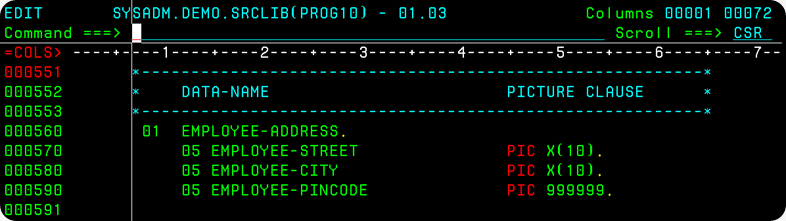 EDIT       SYSADM.DEMO.SRCLIB(PROG10) - 01.03              Columns 00001 00072
Command ===>                                                  Scroll ===> CSR
=COLS> ----+----1----+----2----+----3----+----4----+----5----+----6----+----7--
000551       *----------------------------------------------------------*
000552            DATA-NAME                        PICTURE CLAUSE       *
000553       *----------------------------------------------------------*
000560        01  EMPLOYEE-ADDRESS.
000570            05 EMPLOYEE-STREET               PIC X(10).
000580            05 EMPLOYEE-CITY                 PIC X(10).
000590            05 EMPLOYEE-PINCODE              PIC 999999.
000591